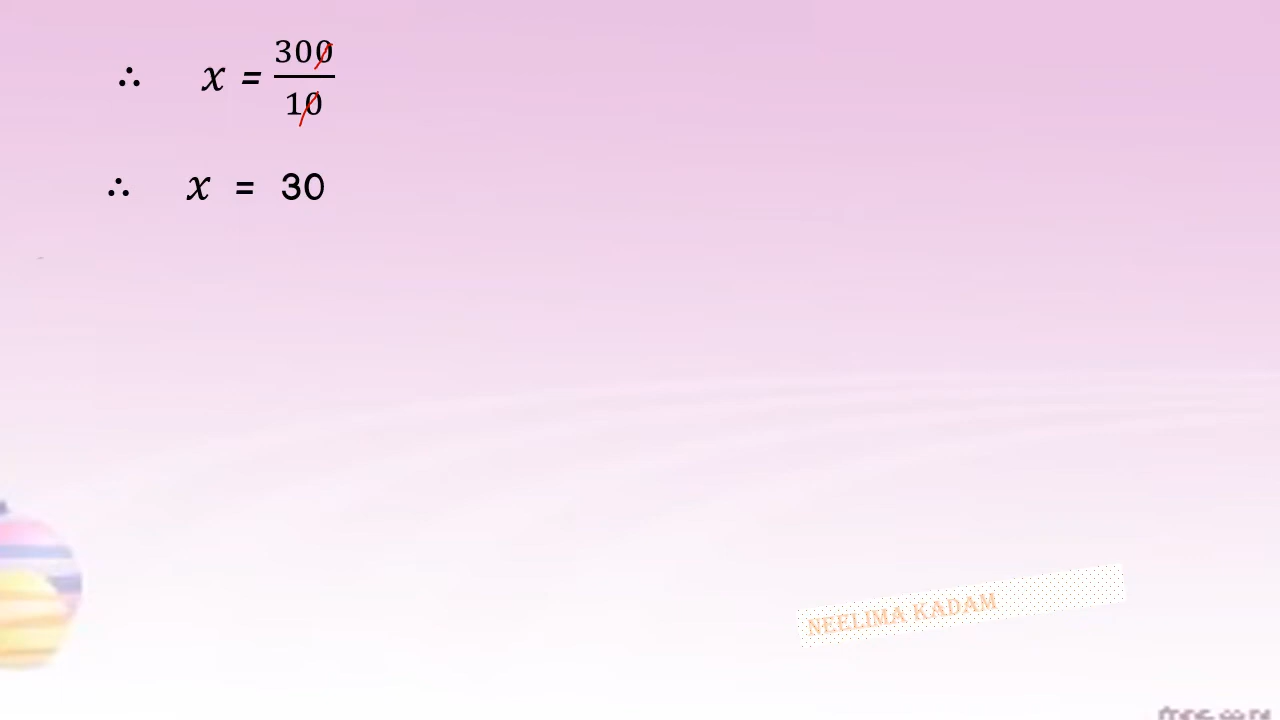 ∴ x = 300/10
∴ x = 30
NEELIMA KADAM